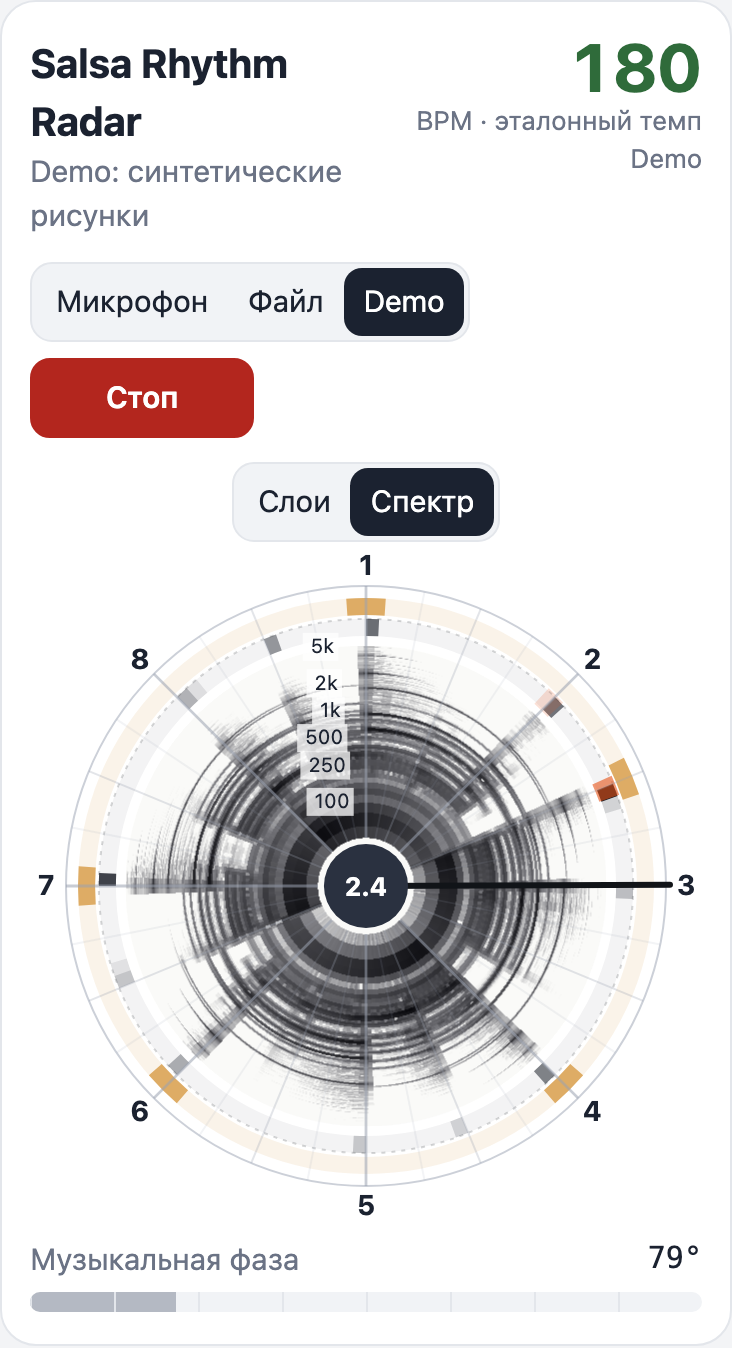 Salsa Rhythm
Radar
Demo: синтетические
рисунки
180
BPM · эталонный темп
Demo
Микрофон Файл Demo
Стоп
Слои Спектр
1
8
2
5k
2k
1k
500
250
100
7
2.4
3
6
4
5
Музыкальная фаза 79°